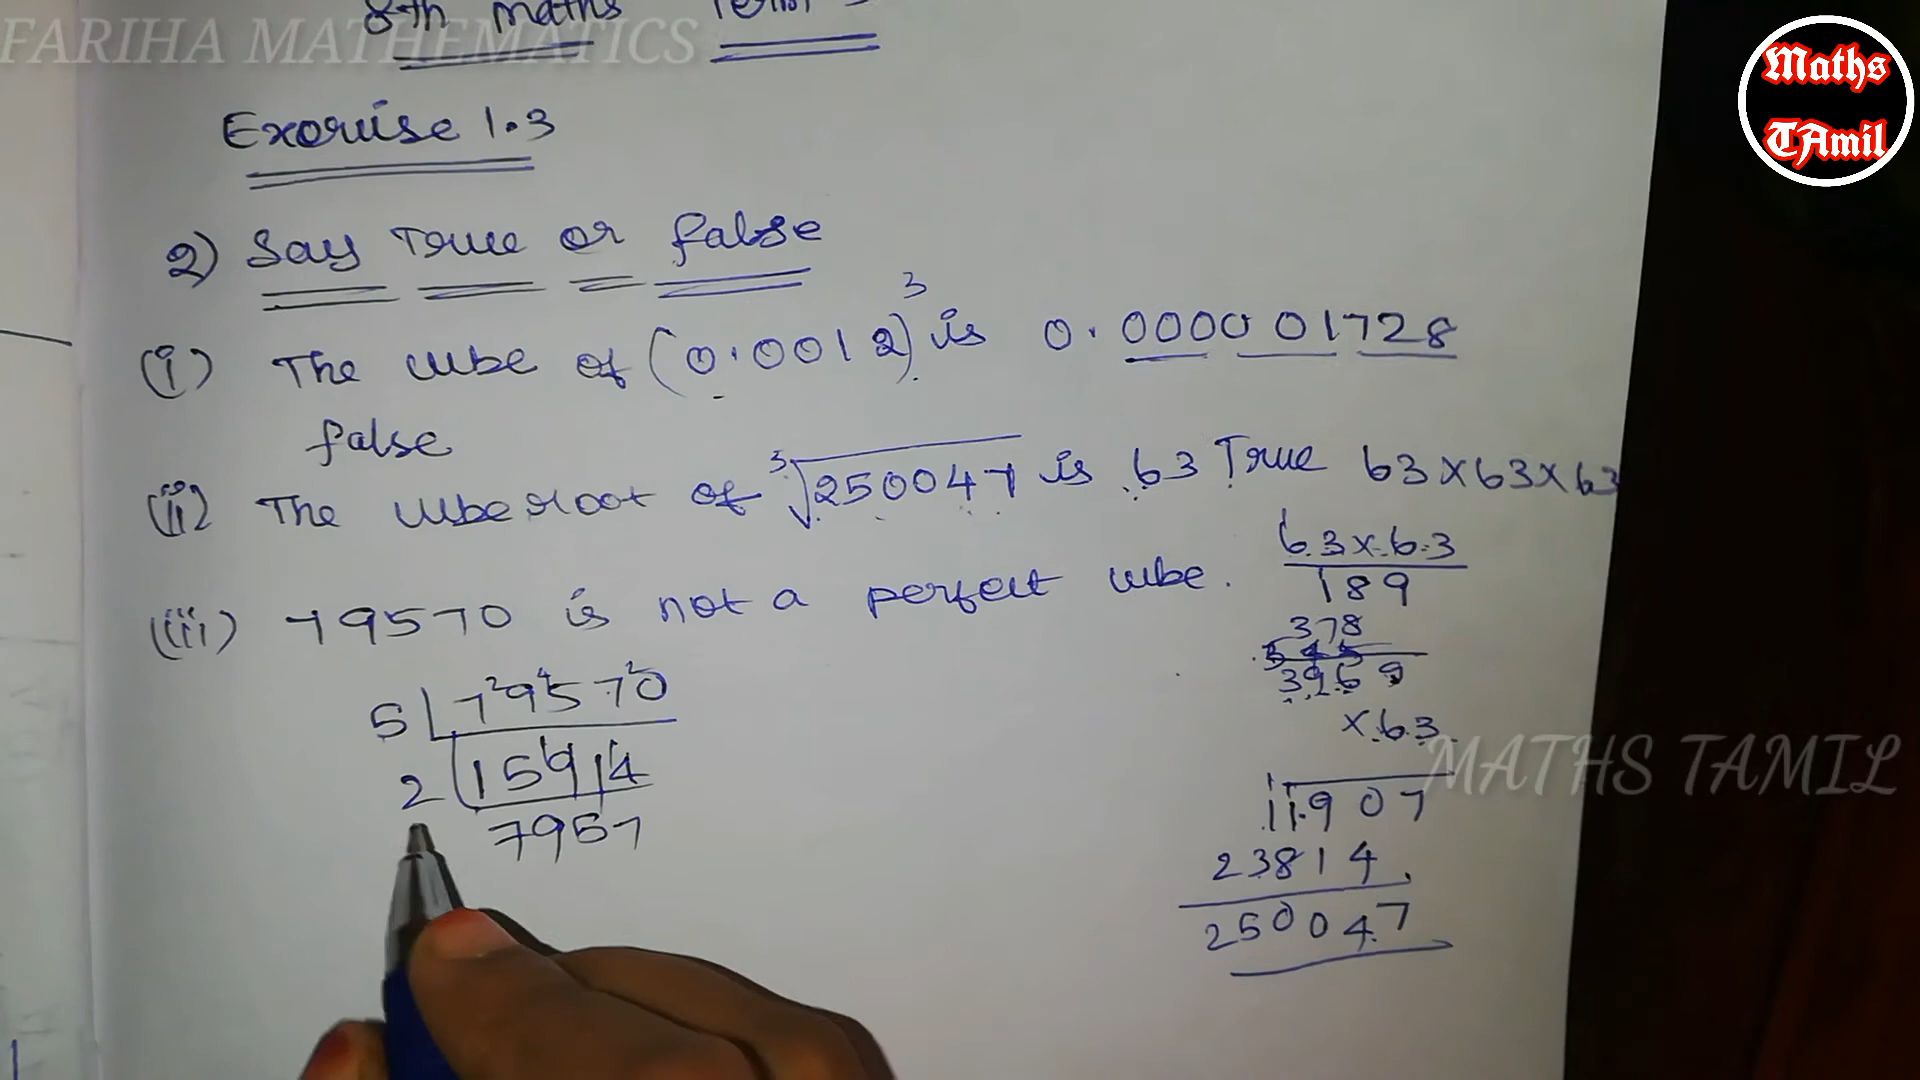 8th maths Term
FARIHA MATHEMATICS
Maths
TAmil
Exercise 1.3
2) Say True or false
(i) The cube of (0.0012)³ is 0.000001728
false
(ii) The cube root of ³√250047 is 63 True 63×63×63
63×63
189
378
3969
×63
11907
23814
250047
(iii) 79570 is not a perfect cube.
5 79570
2 15914
7957
MATHS TAMIL